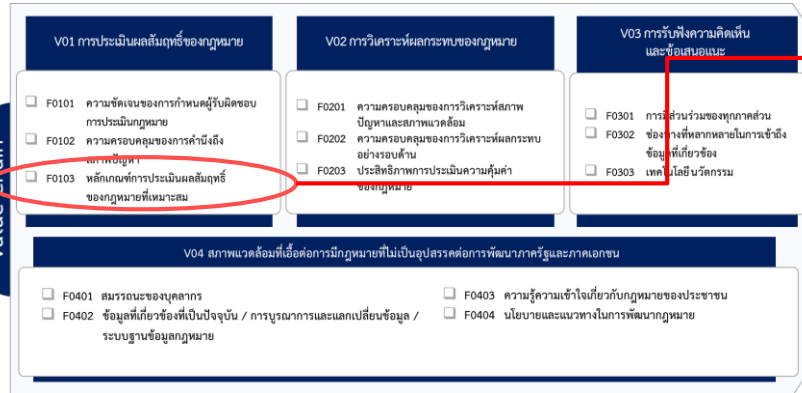 V01 การประเมินผลสัมฤทธิ์ของกฎหมาย
F0101 ความชัดเจนของการกำหนดผู้รับผิดชอบ
การประเมินกฎหมาย
F0102 ความครอบคลุมของการคำนึงถึง
สภาพปัญหา
F0103 หลักเกณฑ์การประเมินผลสัมฤทธิ์
ของกฎหมายที่เหมาะสม
V02 การวิเคราะห์ผลกระทบของกฎหมาย
F0201 ความครอบคลุมของการวิเคราะห์สภาพ
ปัญหาและสภาพแวดล้อม
F0202 ความครอบคลุมของการวิเคราะห์ผลกระทบ
อย่างรอบด้าน
F0203 ประสิทธิภาพการประเมินความคุ้มค่า
ของกฎหมาย
V03 การรับฟังความคิดเห็น
และข้อเสนอแนะ
F0301 การมีส่วนร่วมของทุกภาคส่วน
F0302 ช่องทางที่หลากหลายในการเข้าถึง
ข้อมูลที่เกี่ยวข้อง
F0303 เทคโนโลยี นวัตกรรม
V04 สภาพแวดล้อมที่เอื้อต่อการมีกฎหมายที่ไม่เป็นอุปสรรคต่อการพัฒนาภาครัฐและภาคเอกชน
F0401 สมรรถนะของบุคลากร
F0402 ข้อมูลที่เกี่ยวข้องที่เป็นปัจจุบัน / การบูรณาการและแลกเปลี่ยนข้อมูล /
ระบบฐานข้อมูลกฎหมาย
F0403 ความรู้ความเข้าใจเกี่ยวกับกฎหมายของประชาชน
F0404 นโยบายและแนวทางในการพัฒนากฎหมาย